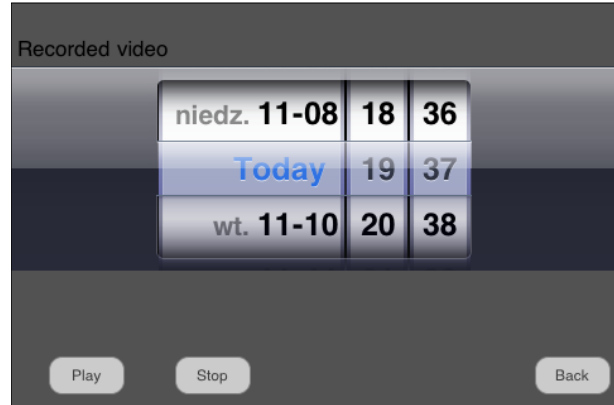 Recorded video
niedz. 11-08 18 36
Today 19 37
wt. 11-10 20 38
Play Stop Back